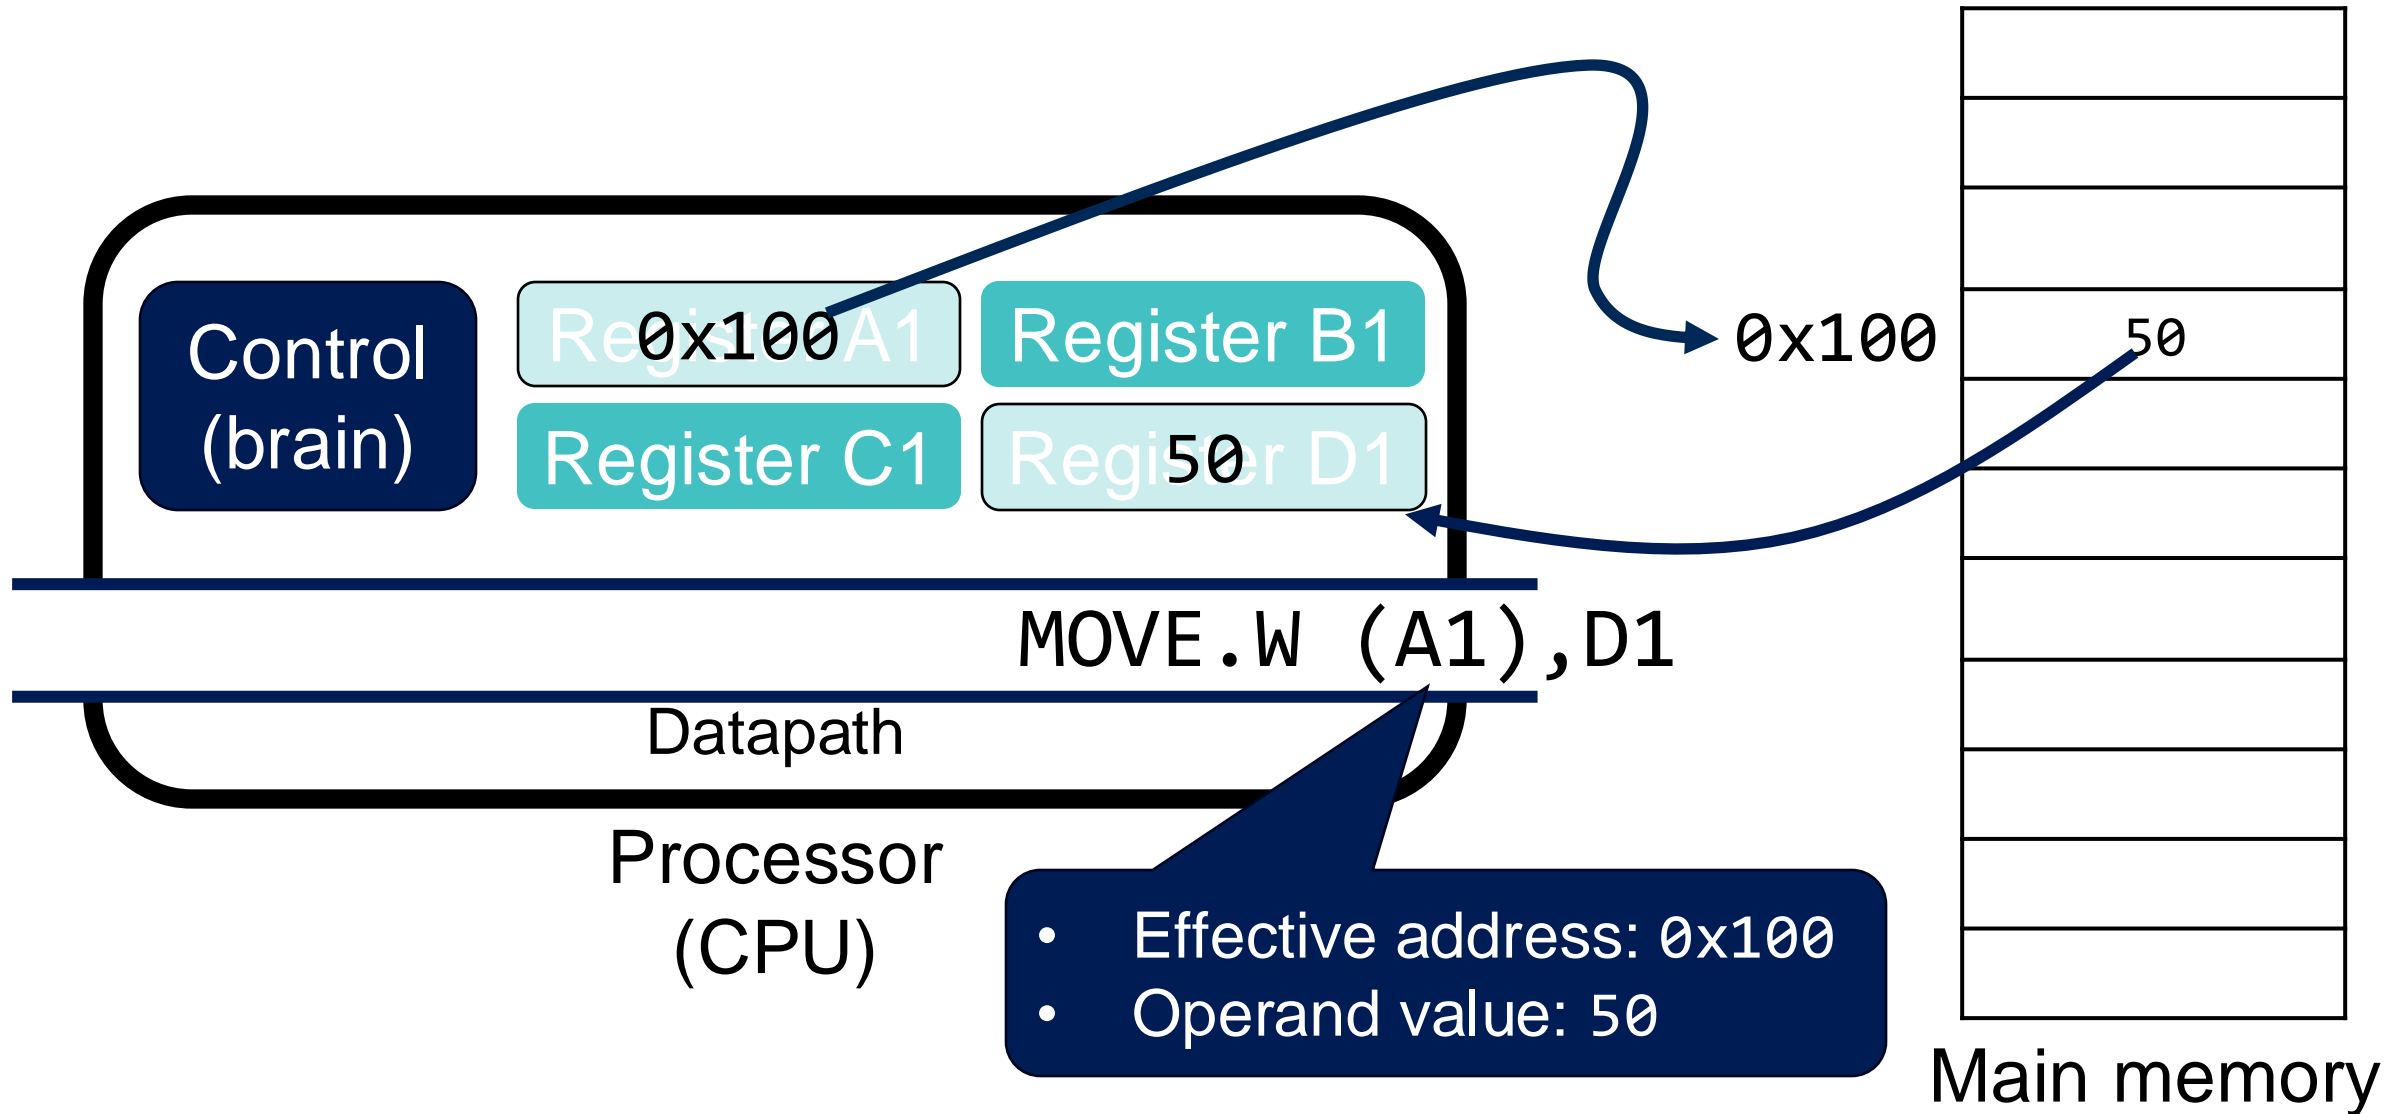 Control
(brain)
Register A1
0x100
Register B1
Register C1
Register D1
50
0x100
50
MOVE.W (A1),D1
Datapath
Processor
(CPU)
• Effective address: 0x100
• Operand value: 50
Main memory